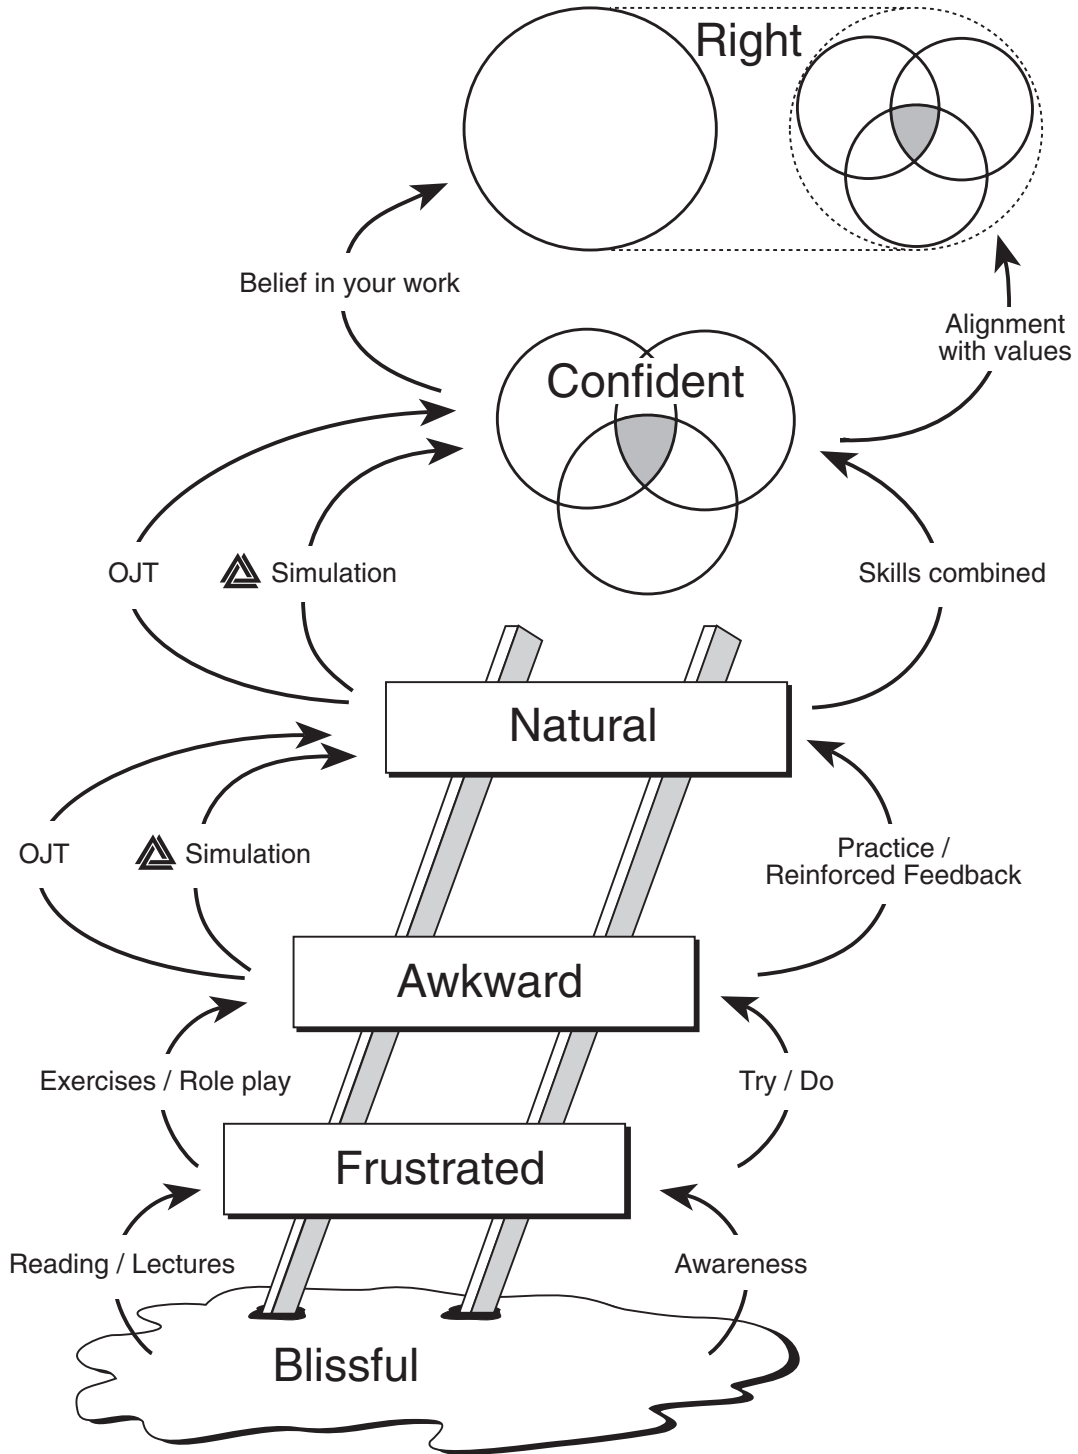 Right
Belief in your work
Alignment
with values
Confident
OJT
Simulation
Skills combined
Natural
OJT
Simulation
Practice /
Reinforced Feedback
Awkward
Exercises / Role play
Try / Do
Frustrated
Reading / Lectures
Awareness
Blissful